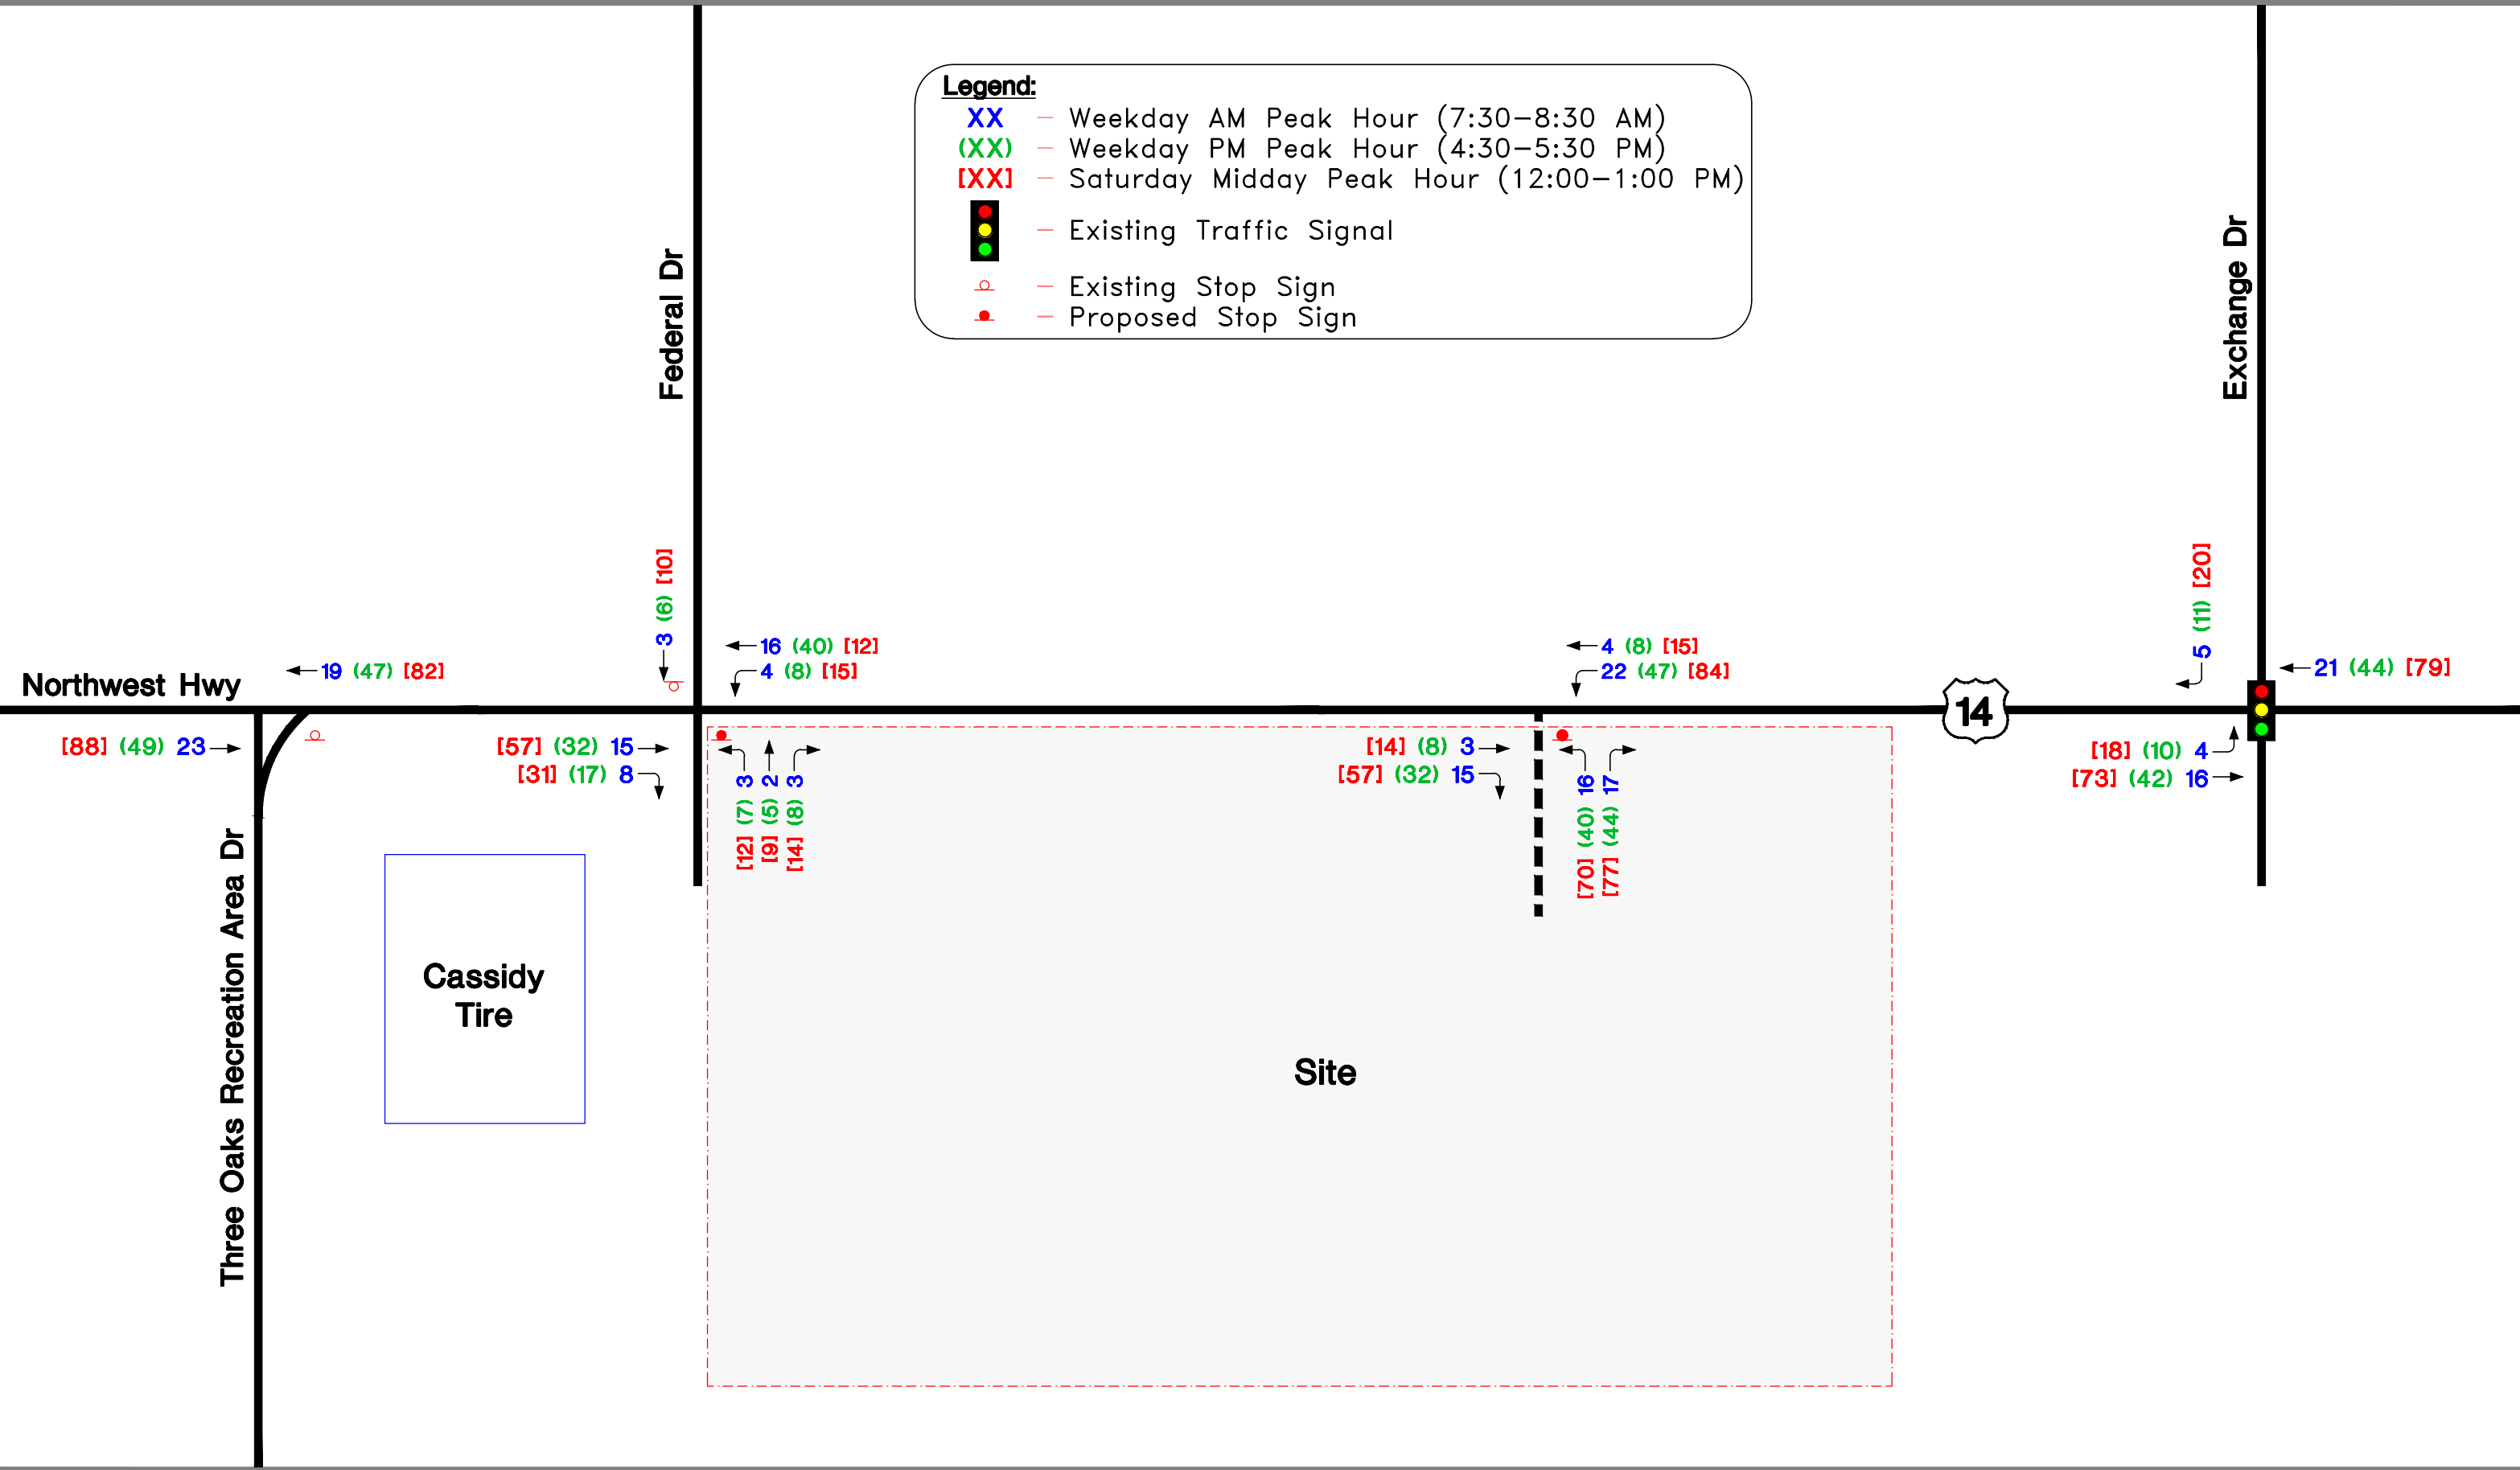 Legend:
XX – Weekday AM Peak Hour (7:30–8:30 AM)
(XX) – Weekday PM Peak Hour (4:30–5:30 PM)
[XX] – Saturday Midday Peak Hour (12:00–1:00 PM)
– Existing Traffic Signal
– Existing Stop Sign
– Proposed Stop Sign
Federal Dr
Exchange Dr
3 (6) [10]
5 (11) [20]
16 (40) [12]
4 (8) [15]
4 (8) [15]
22 (47) [84]
19 (47) [82]
21 (44) [79]
Northwest Hwy
14
[88] (49) 23
[57] (32) 15
[31] (17) 8
[12] (7) 3
[9] (5) 2
[14] (8) 3
[14] (8) 3
[57] (32) 15
[70] (40) 16
[77] (44) 17
[18] (10) 4
[73] (42) 16
Three Oaks Recreation Area Dr
Cassidy
Tire
Site